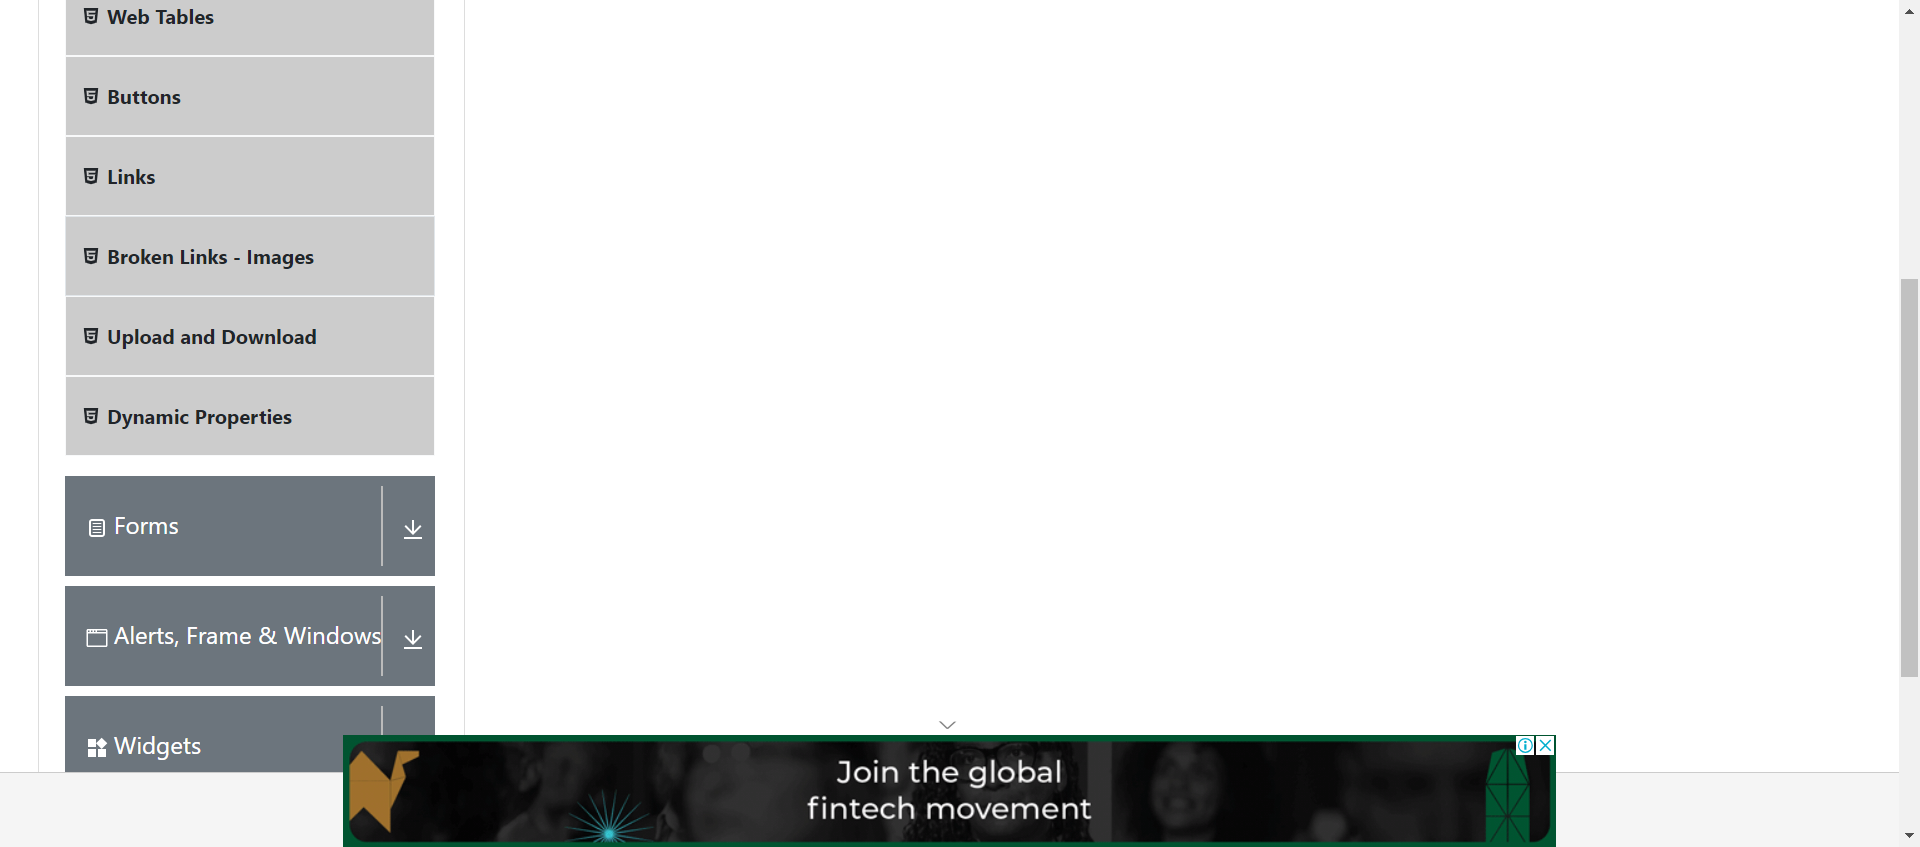 Web Tables
Buttons
Links
Broken Links - Images
Upload and Download
Dynamic Properties
Forms
Alerts, Frame & Windows
Widgets
Join the global
fintech movement